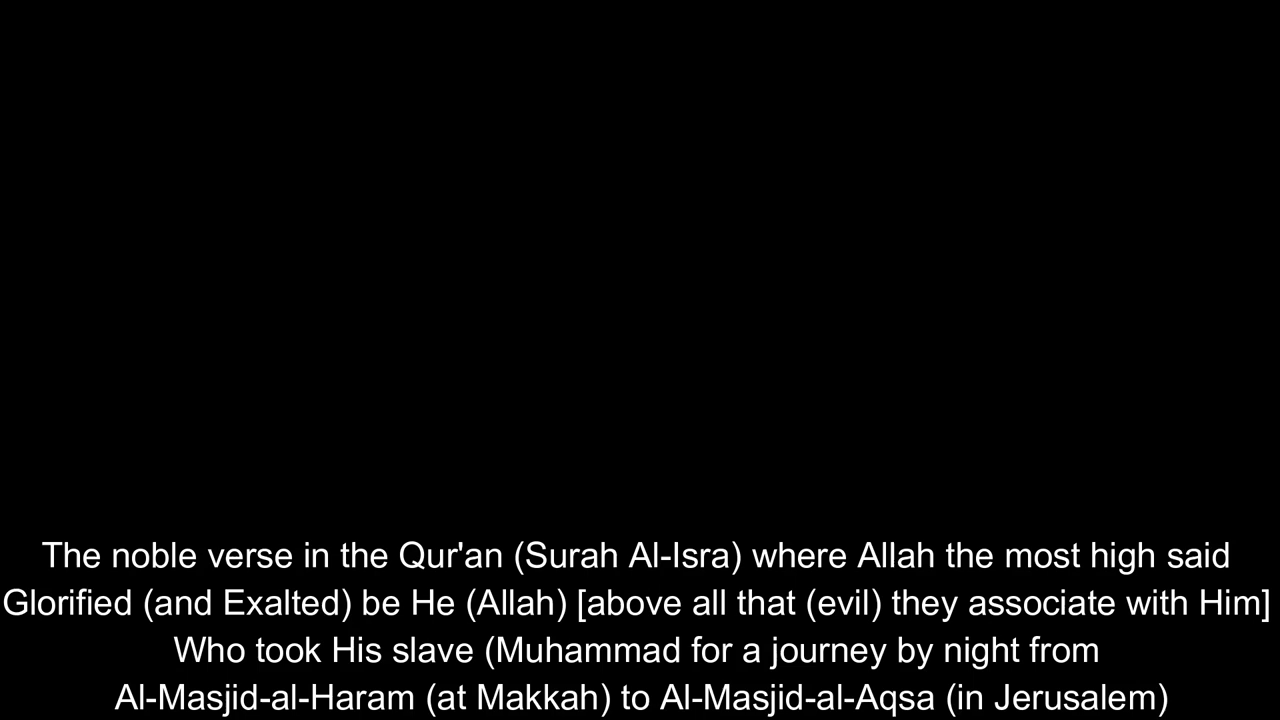 The noble verse in the Qur'an (Surah Al-Isra) where Allah the most high said
Glorified (and Exalted) be He (Allah) [above all that (evil) they associate with Him]
Who took His slave (Muhammad for a journey by night from
Al-Masjid-al-Haram (at Makkah) to Al-Masjid-al-Aqsa (in Jerusalem)